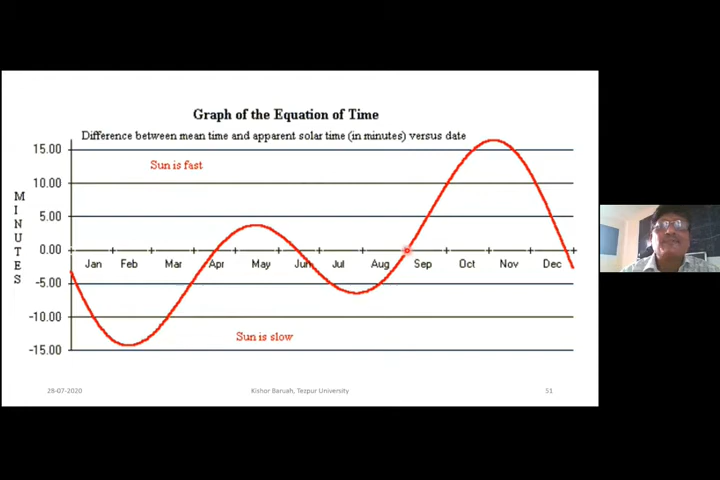 Graph of the Equation of Time
Difference between mean time and apparent solar time (in minutes) versus date
15.00
Sun is fast
10.00
5.00
0.00
-5.00
-10.00
-15.00
MINUTES
Jan Feb Mar Apr May Jun Jul Aug Sep Oct Nov Dec
Sun is slow
28-07-2020 Kishor Baruah, Tezpur University 51